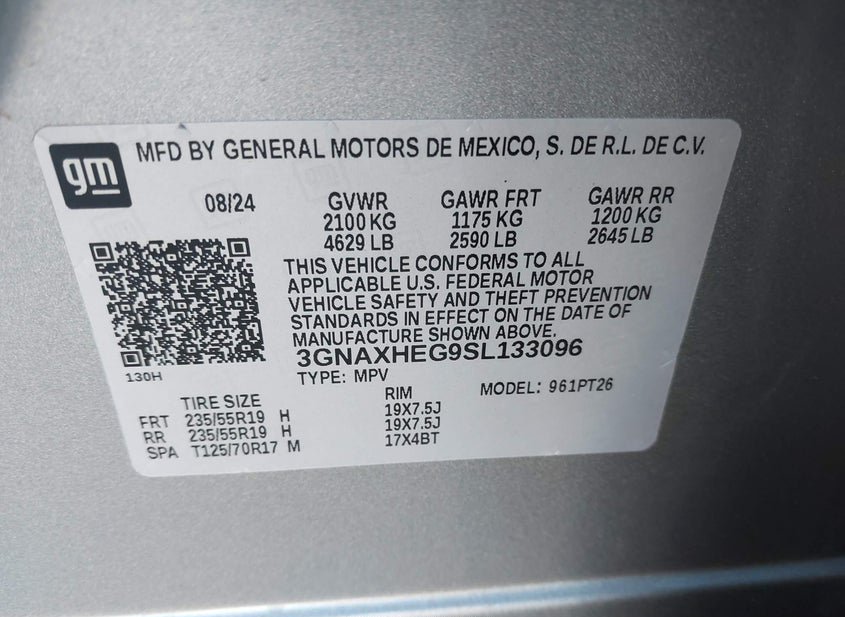 gm
MFD BY GENERAL MOTORS DE MEXICO, S. DE R.L. DE C.V.
08/24 GVWR GAWR FRT GAWR RR
2100 KG 1175 KG 1200 KG
4629 LB 2590 LB 2645 LB
THIS VEHICLE CONFORMS TO ALL
APPLICABLE U.S. FEDERAL MOTOR
VEHICLE SAFETY AND THEFT PREVENTION
STANDARDS IN EFFECT ON THE DATE OF
MANUFACTURE SHOWN ABOVE.
3GNAXHEG9SL133096
130H
TYPE: MPV MODEL: 961PT26
TIRE SIZE RIM
FRT 235/55R19 H 19X7.5J
RR 235/55R19 H 19X7.5J
SPA T125/70R17 M 17X4BT